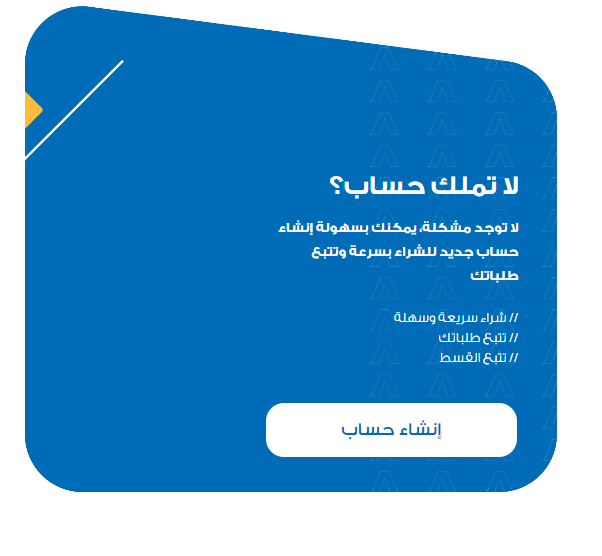 لا تملك حساب؟
لا توجد مشكلة، يمكنك بسهولة إنشاء
حساب جديد للشراء بسرعة وتتبع
طلباتك
// شراء سريعة وسهلة
// تتبع طلباتك
// تتبع القسط
إنشاء حساب